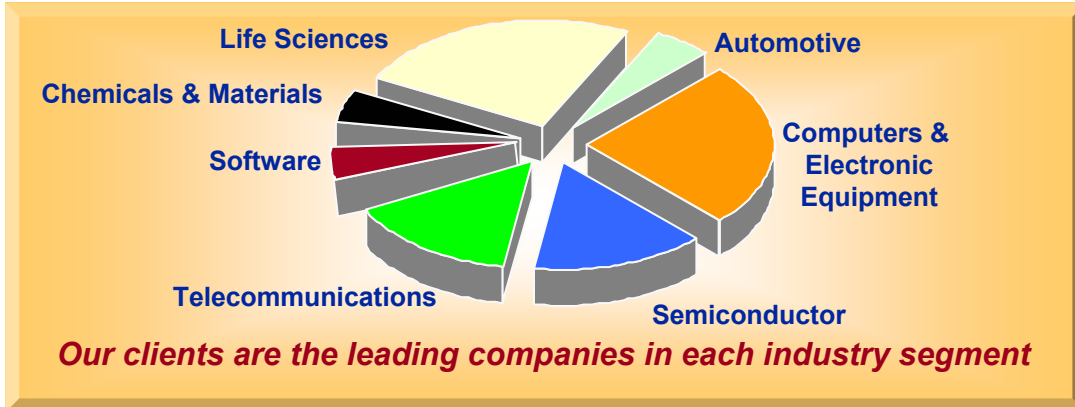 Life Sciences
Automotive
Chemicals & Materials
Computers &
Electronic
Equipment
Software
Telecommunications
Semiconductor
Our clients are the leading companies in each industry segment